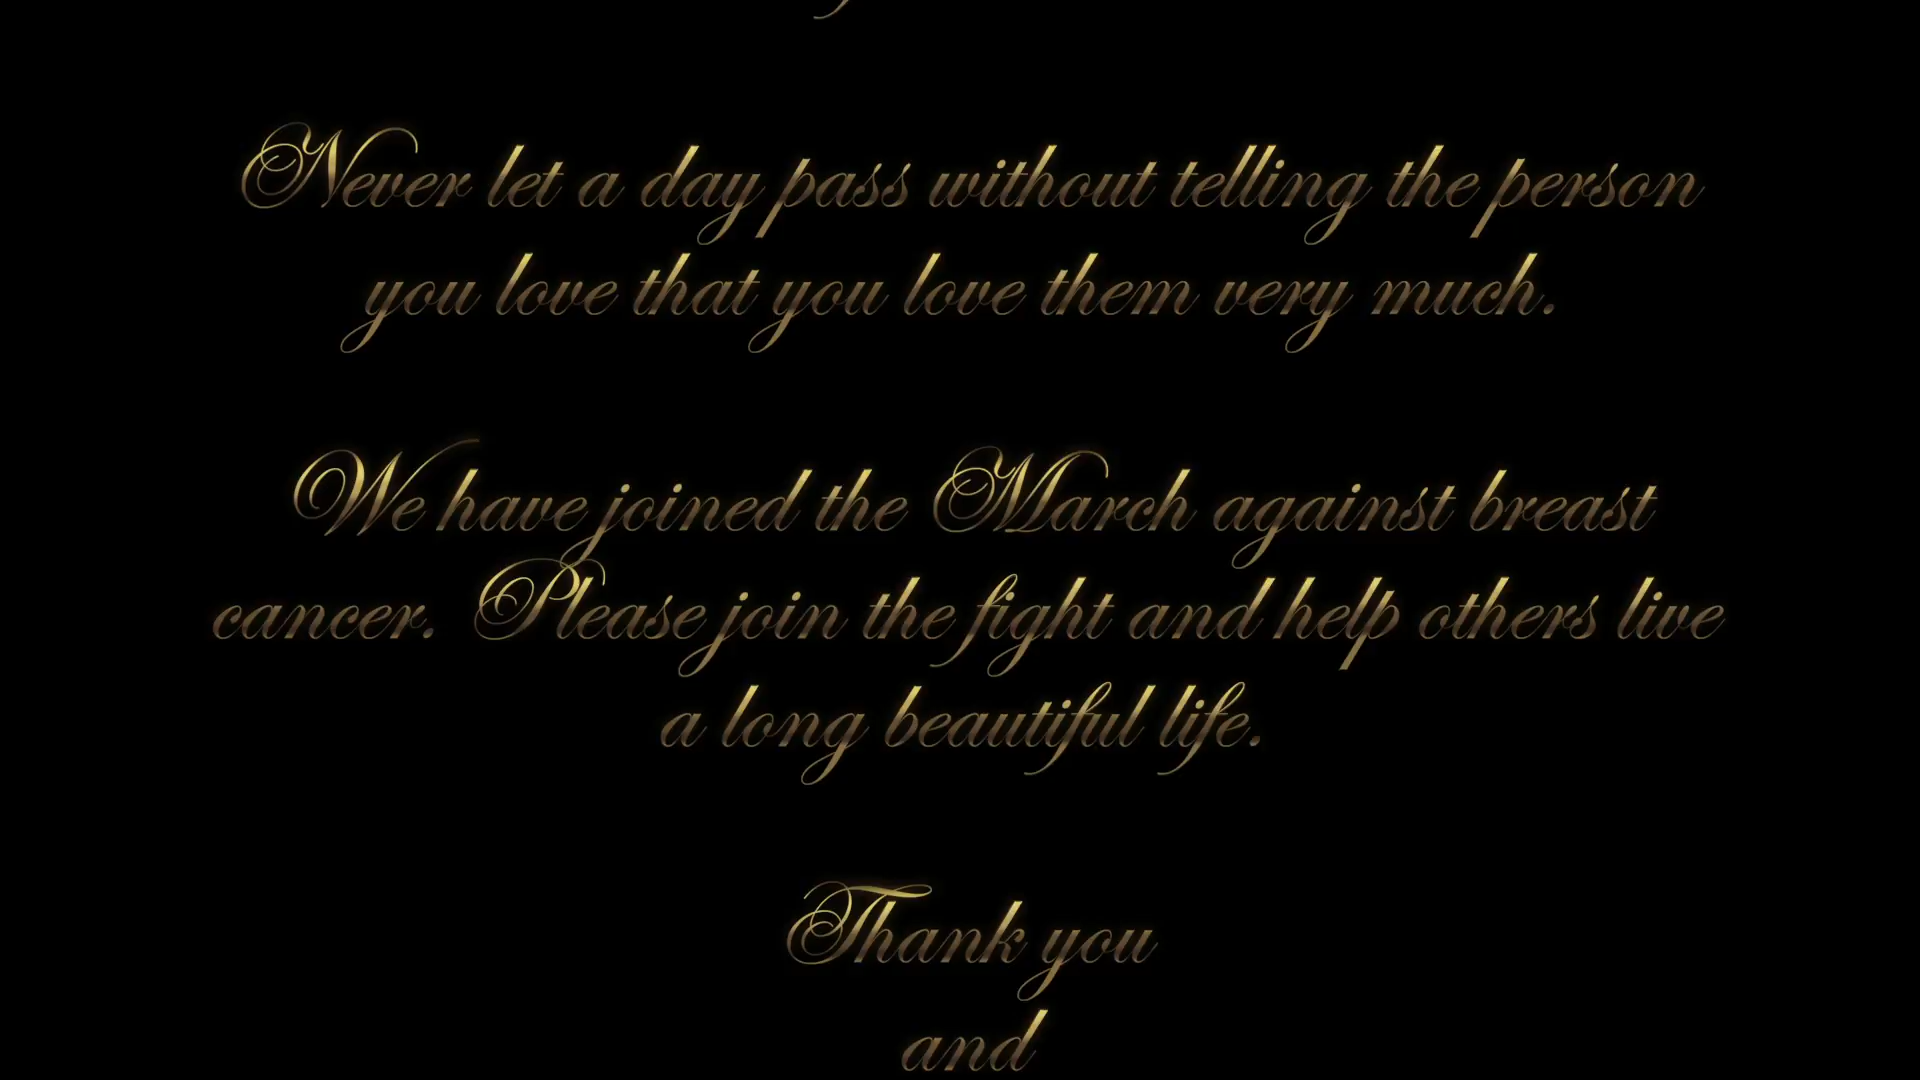 Never let a day pass without telling the person
you love that you love them very much.
We have joined the March against breast
cancer. Please join the fight and help others live
a long beautiful life.
Thank you
and